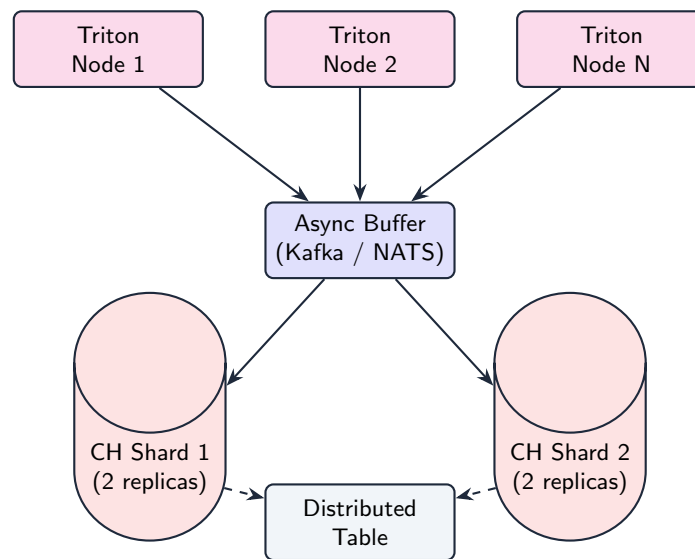 Triton
Node 1
Triton
Node 2
Triton
Node N
Async Buffer
(Kafka / NATS)
CH Shard 1
(2 replicas)
CH Shard 2
(2 replicas)
Distributed
Table